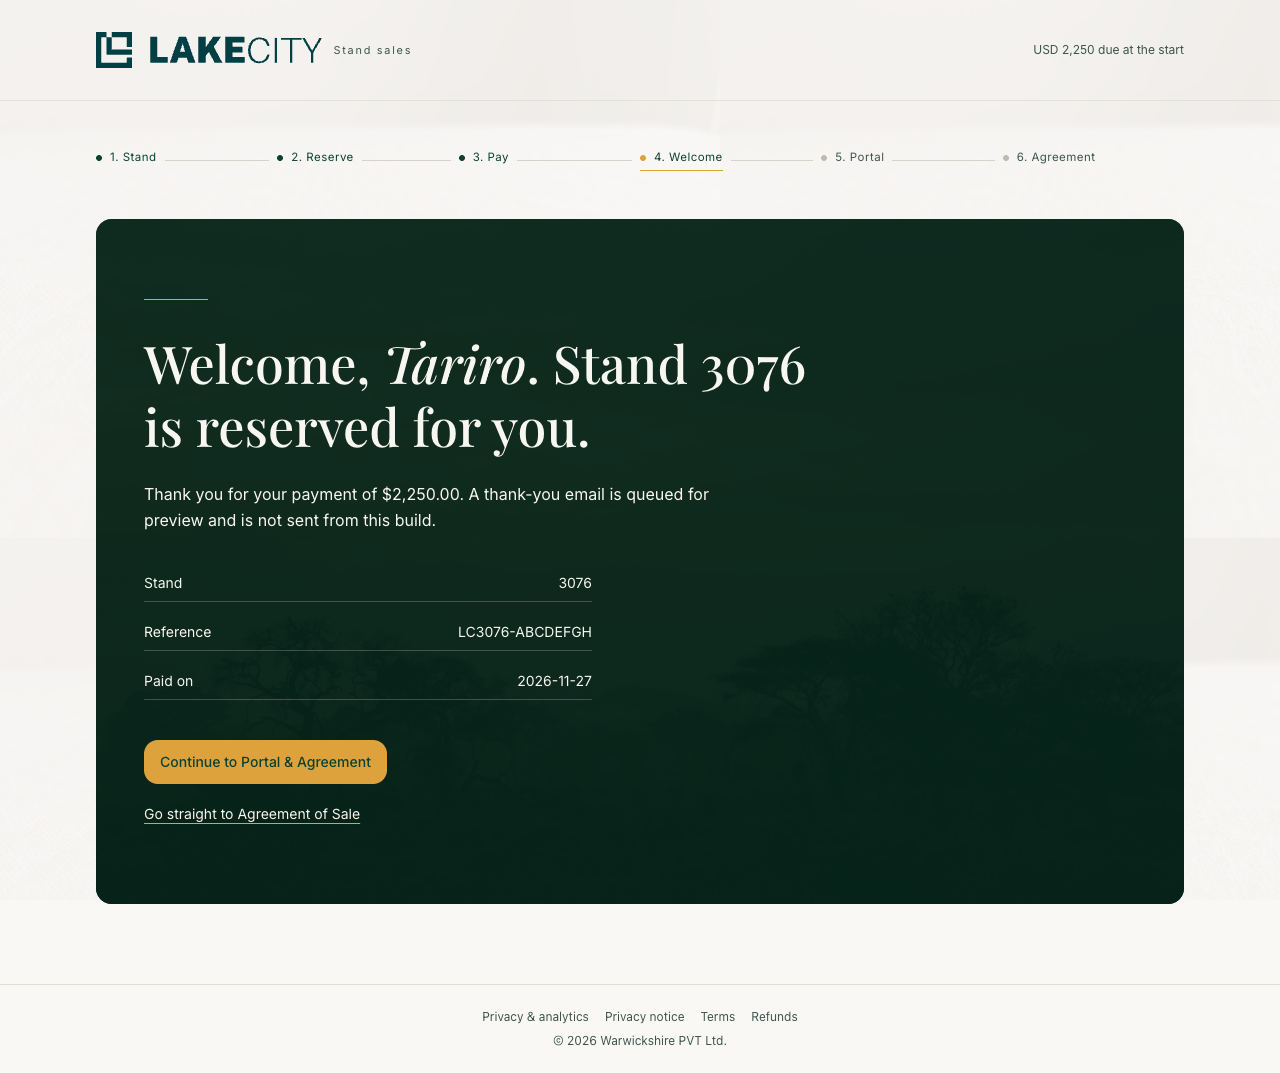 LAKECITY Stand sales
USD 2,250 due at the start
1. Stand
2. Reserve
3. Pay
4. Welcome
5. Portal
6. Agreement
Welcome, Tariro. Stand 3076
is reserved for you.
Thank you for your payment of $2,250.00. A thank-you email is queued for
preview and is not sent from this build.
Stand 3076
Reference LC3076-ABCDEFGH
Paid on 2026-11-27
Continue to Portal & Agreement
Go straight to Agreement of Sale
Privacy & analytics Privacy notice Terms Refunds
© 2026 Warwickshire PVT Ltd.